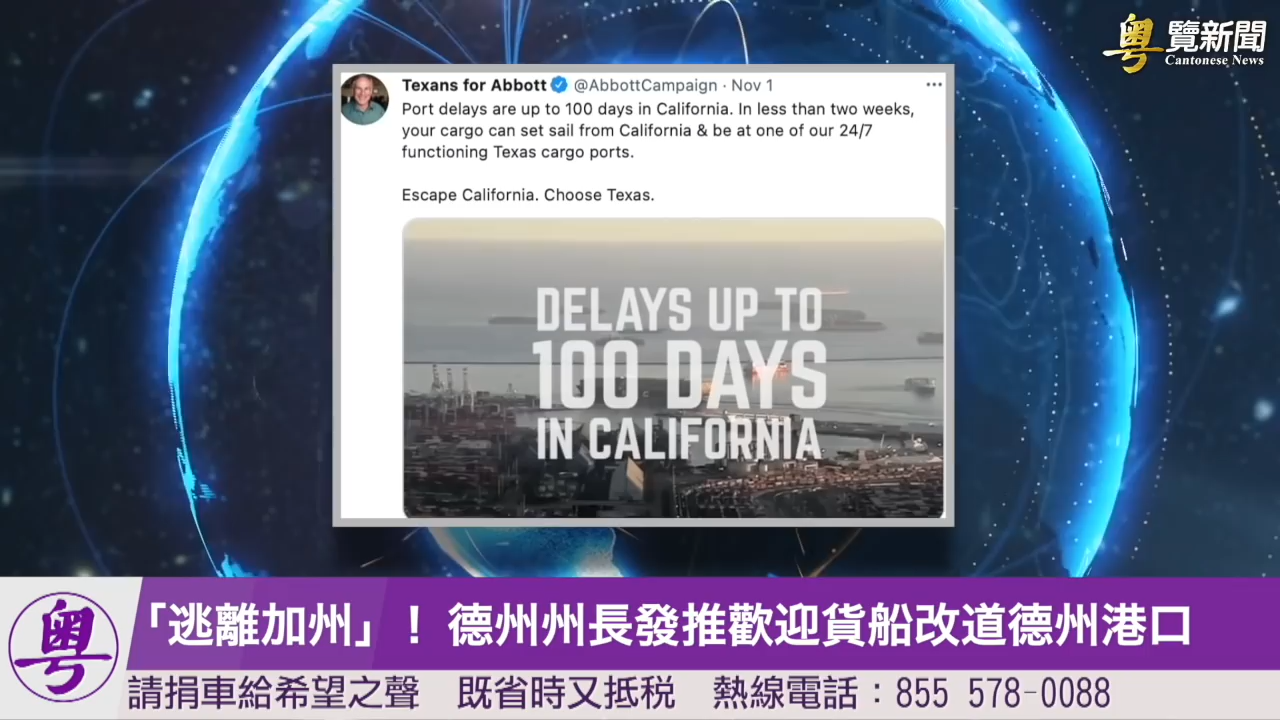 粤覽新聞
Cantonese News
Texans for Abbott @AbbottCampaign · Nov 1
Port delays are up to 100 days in California. In less than two weeks,
your cargo can set sail from California & be at one of our 24/7
functioning Texas cargo ports.
Escape California. Choose Texas.
DELAYS UP TO
100 DAYS
IN CALIFORNIA
粤
「逃離加州」！ 德州州長發推歡迎貨船改道德州港口
請捐車給希望之聲 既省時又抵税 熱線電話：855 578-0088